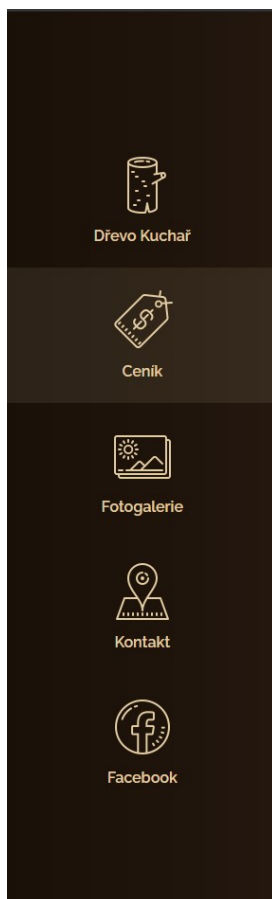 Dřevo Kuchař
Ceník
Fotogalerie
Kontakt
Facebook